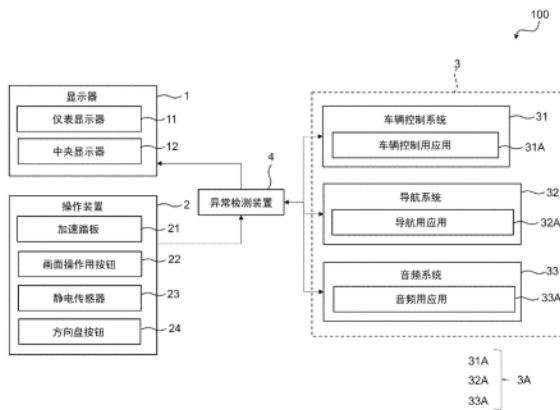 100
显示器 1
仪表显示器 11
中央显示器 12
操作装置 2
加速踏板 21
画面操作用按钮 22
静电传感器 23
方向盘按钮 24
4
异常检测装置
3
车辆控制系统 31
车辆控制用应用 31A
导航系统 32
导航用应用 32A
音频系统 33
音频用应用 33A
31A
32A 3A
33A